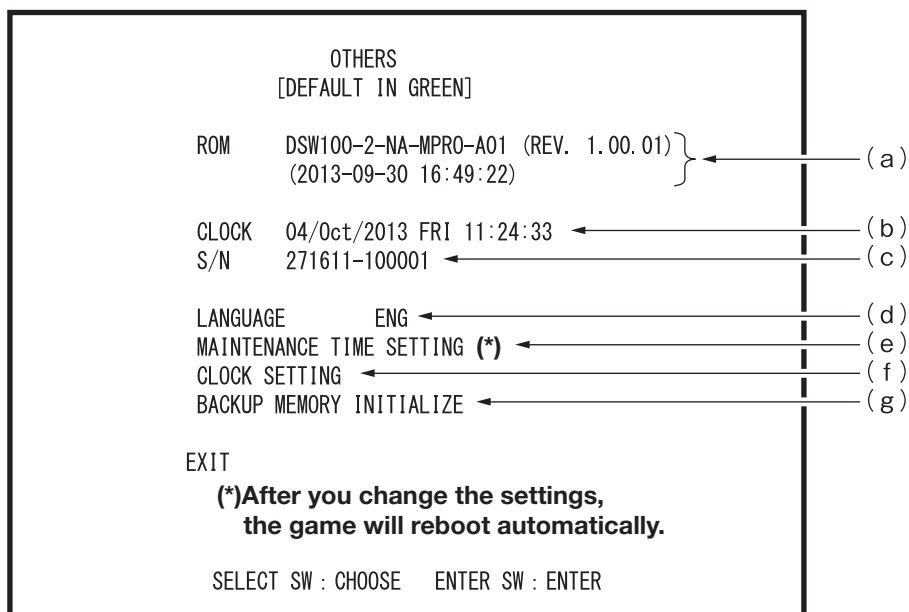 OTHERS
[DEFAULT IN GREEN]
ROM DSW100-2-NA-MPR0-A01 (REV. 1.00.01) (a)
(2013-09-30 16:49:22)
CLOCK 04/Oct/2013 FRI 11:24:33 (b)
S/N 271611-100001 (c)
LANGUAGE ENG (d)
MAINTENANCE TIME SETTING (*) (e)
CLOCK SETTING (f)
BACKUP MEMORY INITIALIZE (g)
EXIT
(*)After you change the settings,
the game will reboot automatically.
SELECT SW : CHOOSE ENTER SW : ENTER